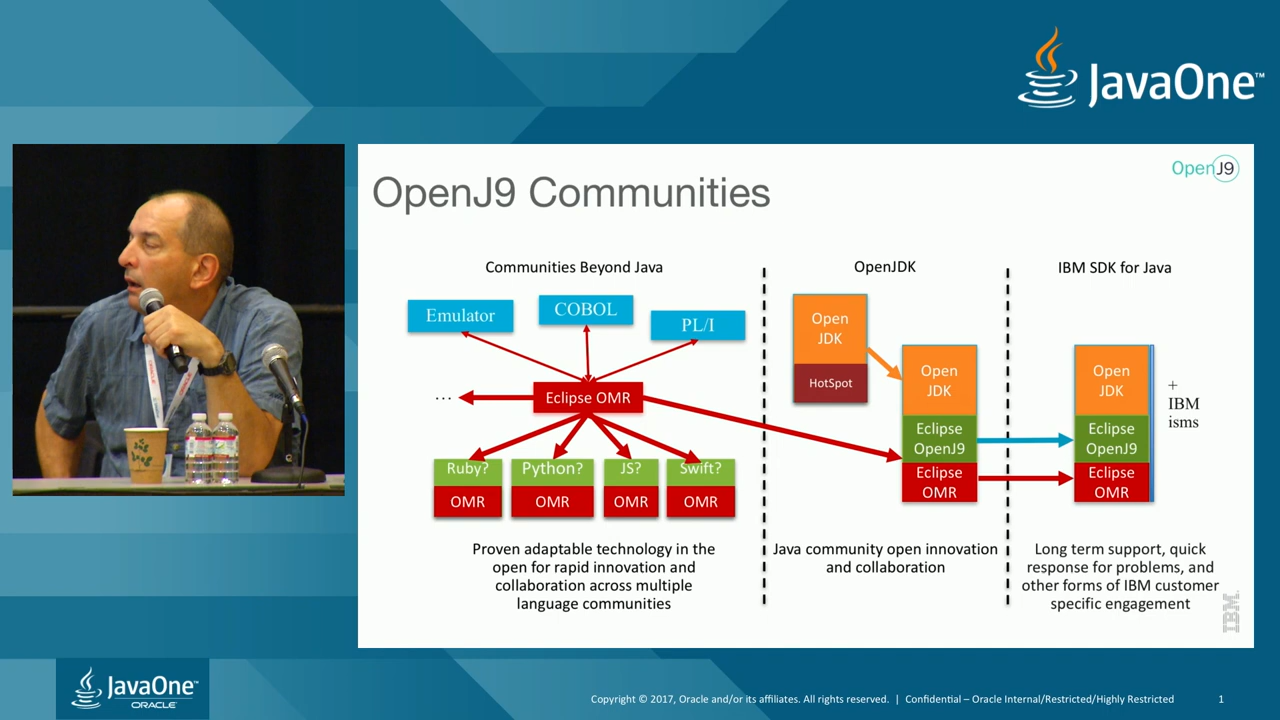 JavaOne™
OpenJ9 Communities
OpenJ9
Communities Beyond Java
OpenJDK
IBM SDK for Java
Emulator
COBOL
PL/I
Eclipse OMR
...
Ruby?
OMR
Python?
OMR
JS?
OMR
Swift?
OMR
Proven adaptable technology in the
open for rapid innovation and
collaboration across multiple
language communities
Open
JDK
HotSpot
Open
JDK
Eclipse
OpenJ9
Eclipse
OMR
Java community open innovation
and collaboration
Open
JDK
Eclipse
OpenJ9
Eclipse
OMR
+
IBM
isms
Long term support, quick
response for problems, and
other forms of IBM customer
specific engagement
IBM
JavaOne™
ORACLE
Copyright © 2017, Oracle and/or its affiliates. All rights reserved. | Confidential – Oracle Internal/Restricted/Highly Restricted 1